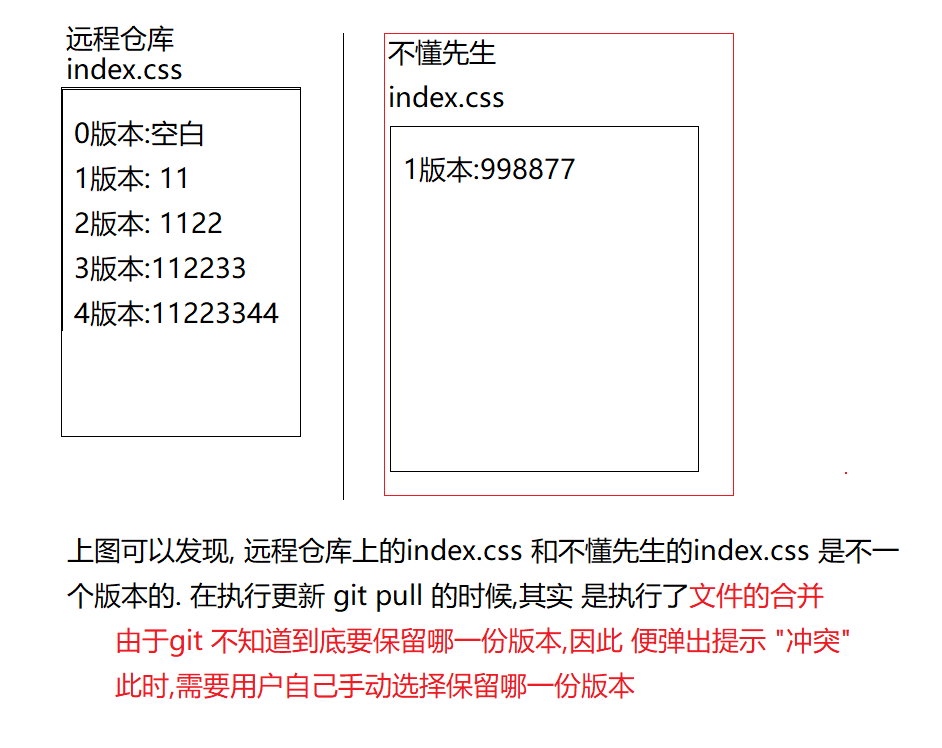 远程仓库
index.css
0版本:空白
1版本: 11
2版本: 1122
3版本:112233
4版本:11223344
不懂先生
index.css
1版本:998877
上图可以发现, 远程仓库上的index.css 和不懂先生的index.css 是不一
个版本的. 在执行更新 git pull 的时候,其实 是执行了文件的合并
由于git 不知道到底要保留哪一份版本,因此 便弹出提示 "冲突"
此时,需要用户自己手动选择保留哪一份版本